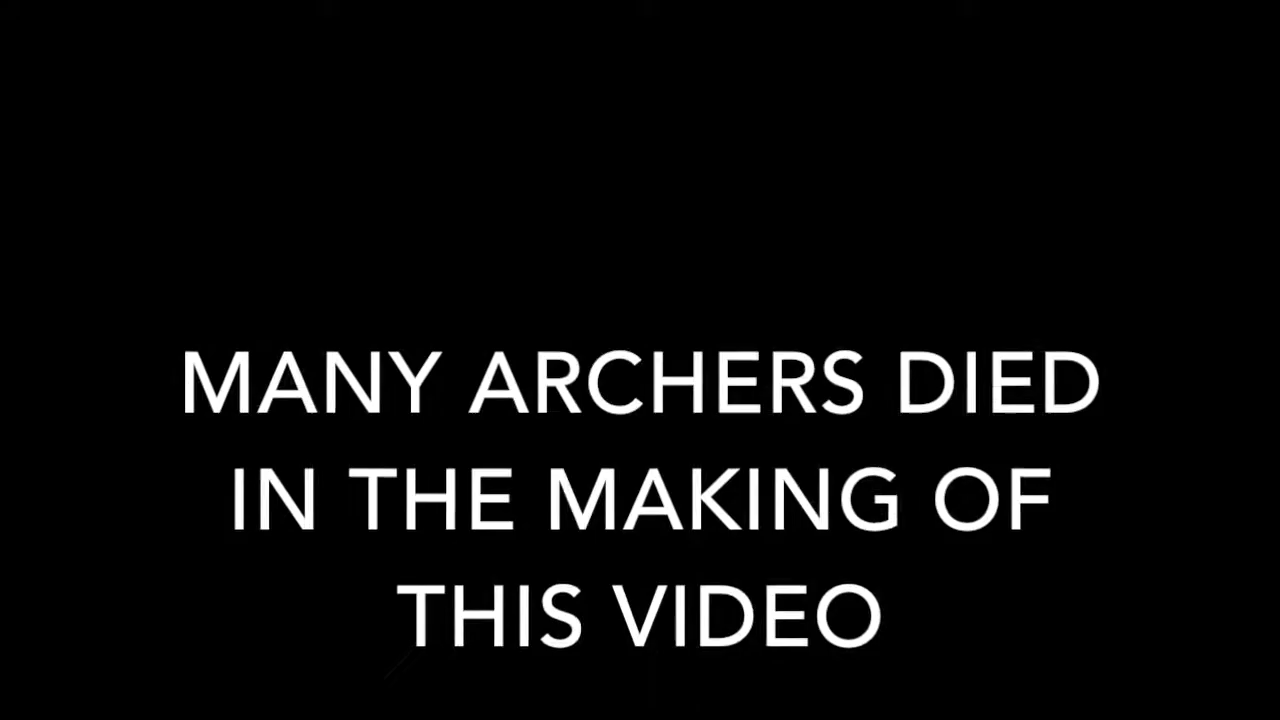 MANY ARCHERS DIED
IN THE MAKING OF
THIS VIDEO